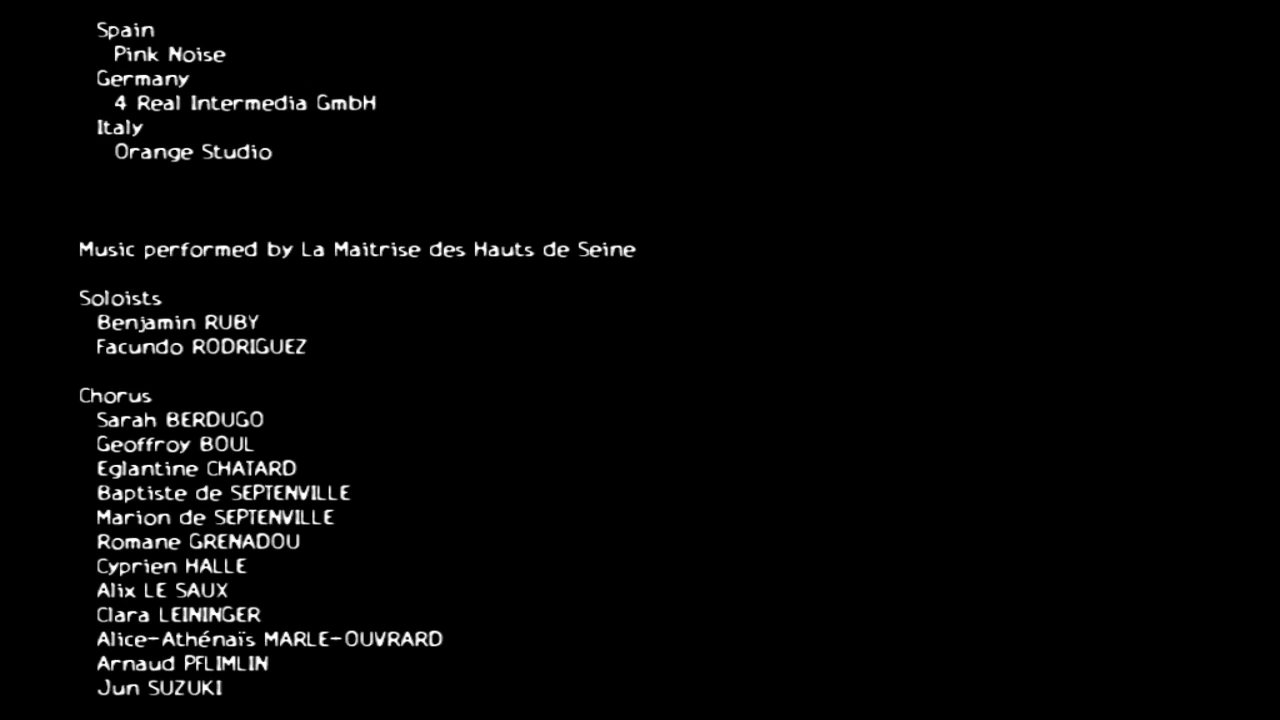 Spain
Pink Noise
Germany
4 Real Intermedia GmbH
Italy
Orange Studio
Music performed by La Maitrise des Hauts de Seine
Soloists
Benjamin RUBY
Facundo RODRIGUEZ
Chorus
Sarah BERDUGO
Geoffroy BOUL
Eglantine CHATARD
Baptiste de SEPTENVILLE
Marion de SEPTENVILLE
Romane GRENADOU
Cyprien HALLE
Alix LE SAUX
Clara LEININGER
Alice-Athénaïs MARLE-OUVRARD
Arnaud PFLIMLIN
Jun SUZUKI